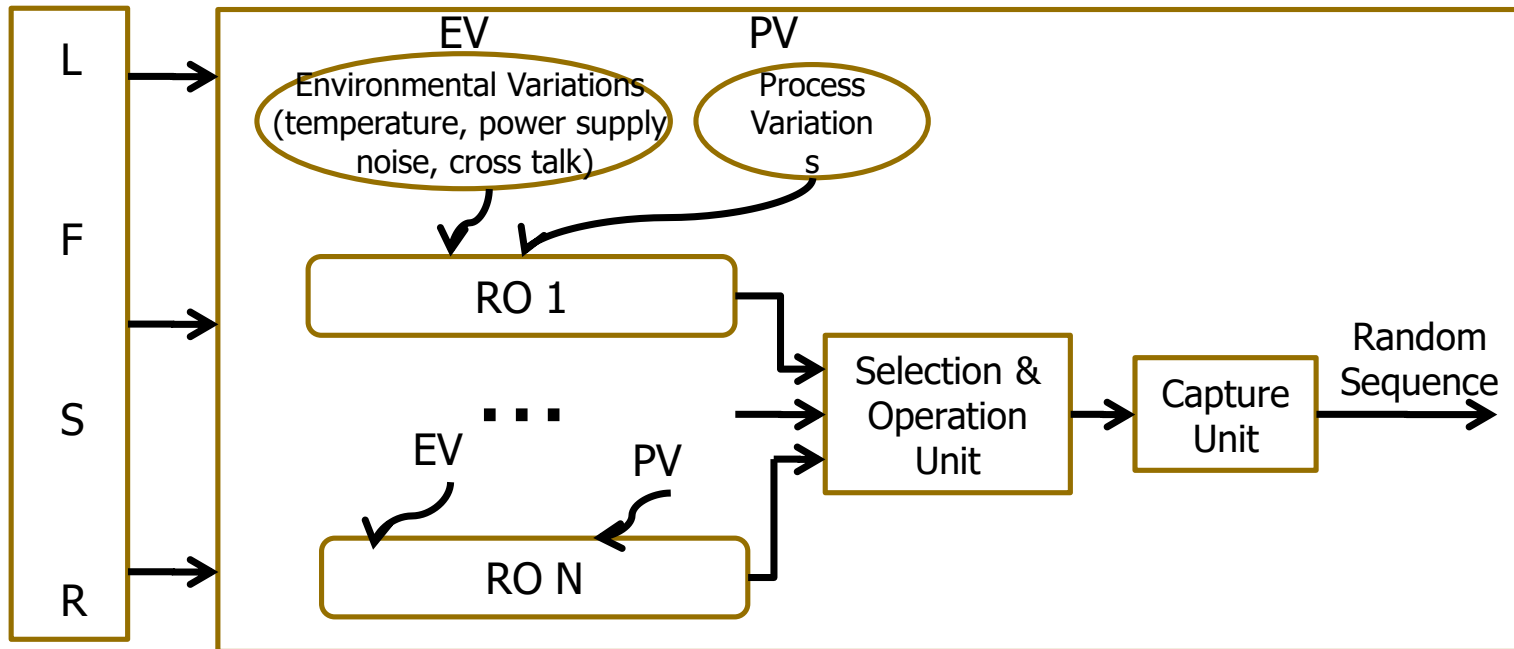 L
F
S
R
EV
PV
Environmental Variations
(temperature, power supply
noise, cross talk)
Process
Variation
s
RO 1
...
EV
PV
RO N
Selection &
Operation
Unit
Capture
Unit
Random
Sequence